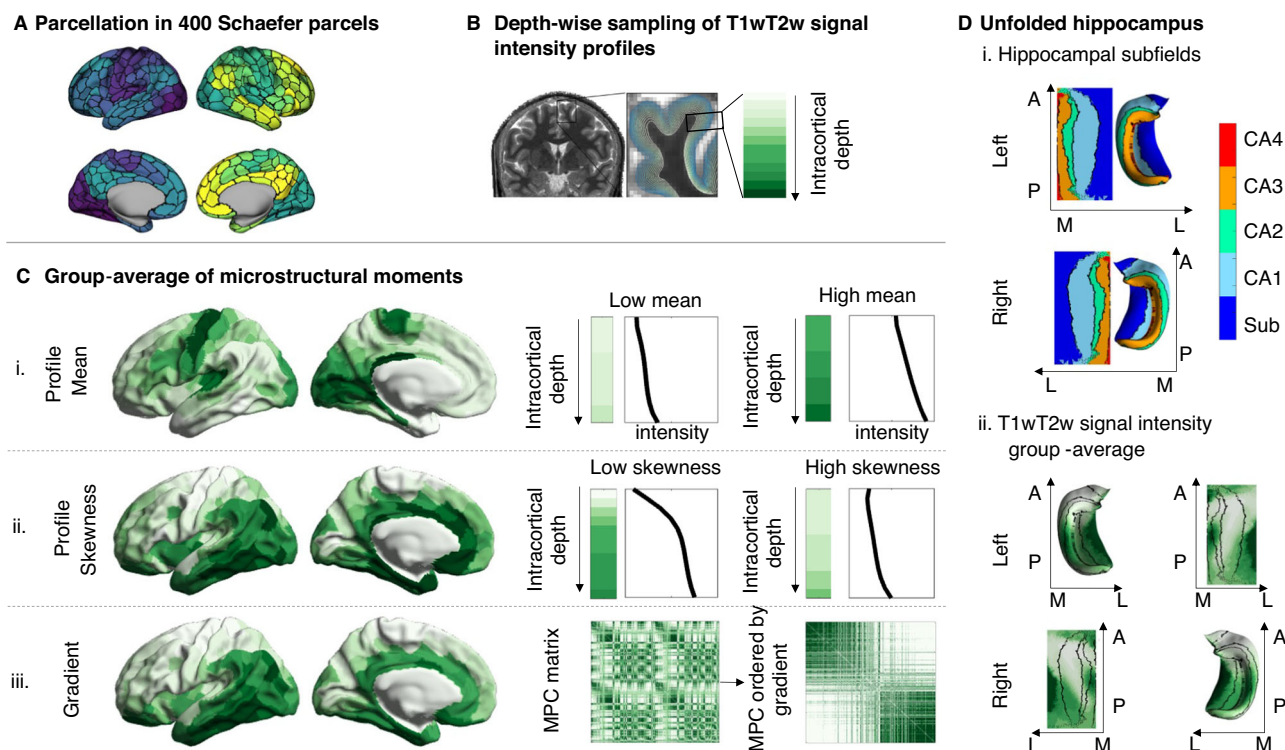 A Parcellation in 400 Schaefer parcels
B Depth-wise sampling of T1wT2w signal
intensity profiles
Intracortical
depth
C Group-average of microstructural moments
i.
Profile
Mean
Low mean
Intracortical
depth
intensity
High mean
Intracortical
depth
intensity
ii.
Profile
Skewness
Low skewness
Intracortical
depth
High skewness
Intracortical
depth
iii.
Gradient
MPC matrix
MPC ordered by
gradient
D Unfolded hippocampus
i. Hippocampal subfields
Left
A
P
M
L
Right
A
P
L
M
CA4
CA3
CA2
CA1
Sub
ii. T1wT2w signal intensity
group -average
Left
A
P
M
L
A
P
M
L
Right
A
P
L
M
A
P
L
M